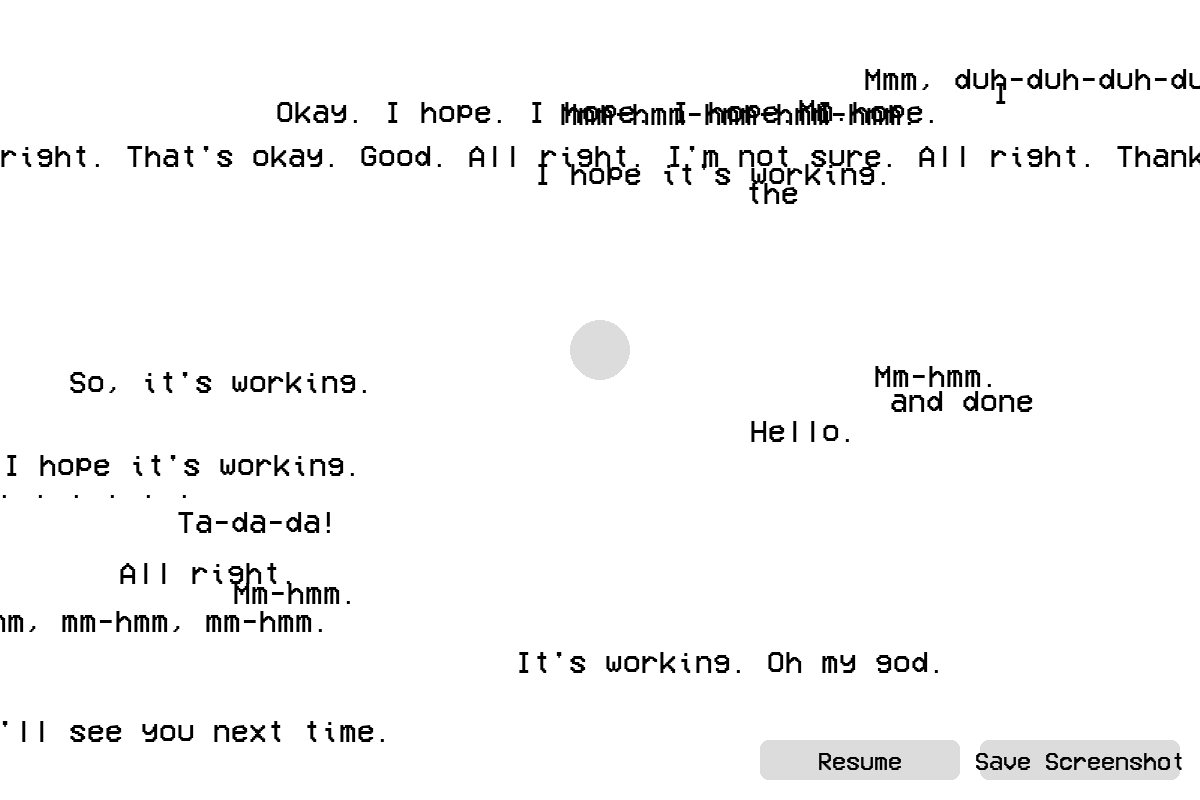 Mmm, duh-duh-duh-du
I
Okay. I hope. I hope. I hope. I hope.
Mmm-hmm-hmm-hmm-hmm.
right. That's okay. Good. All right. I'm not sure. All right. Thank
I hope it's working.
the
Mm-hmm.
So, it's working.
and done
Hello.
I hope it's working.
. . . . . .
Ta-da-da!
All right.
Mm-hmm.
mm, mm-hmm, mm-hmm.
It's working. Oh my god.
'll see you next time.
Resume
Save Screenshot